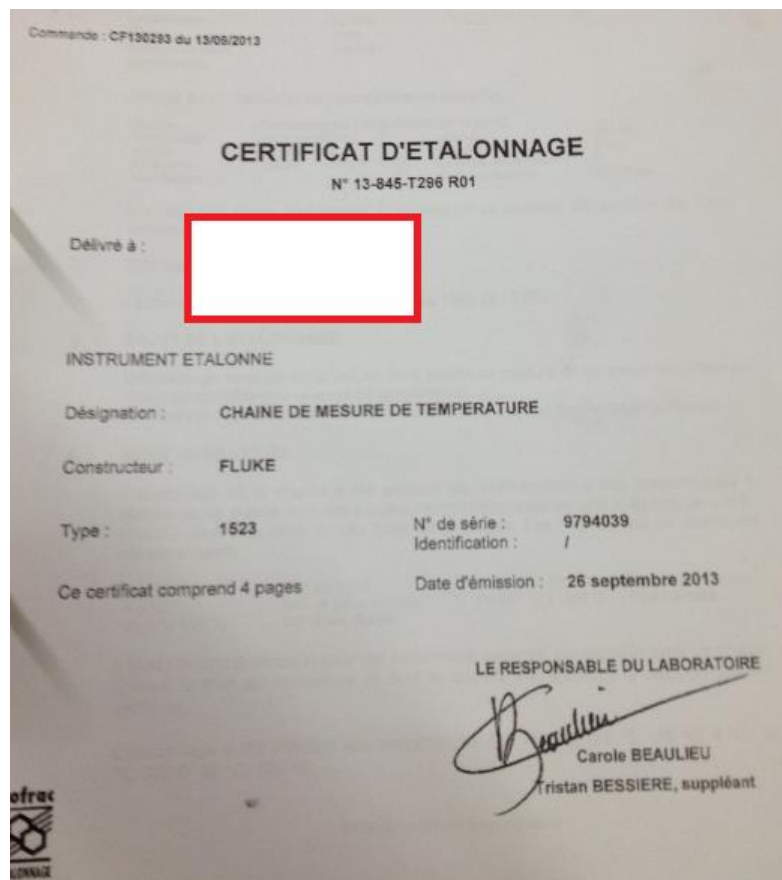 Commande : CF130293 du 13/06/2013
CERTIFICAT D'ETALONNAGE
N° 13-845-T296 R01
Délivré à :
INSTRUMENT ETALONNE
Désignation : CHAINE DE MESURE DE TEMPERATURE
Constructeur : FLUKE
Type : 1523 N° de série : 9794039
Identification : /
Ce certificat comprend 4 pages Date d'émission : 26 septembre 2013
LE RESPONSABLE DU LABORATOIRE
Beaulieu
Carole BEAULIEU
Tristan BESSIERE, suppléant
ofrac